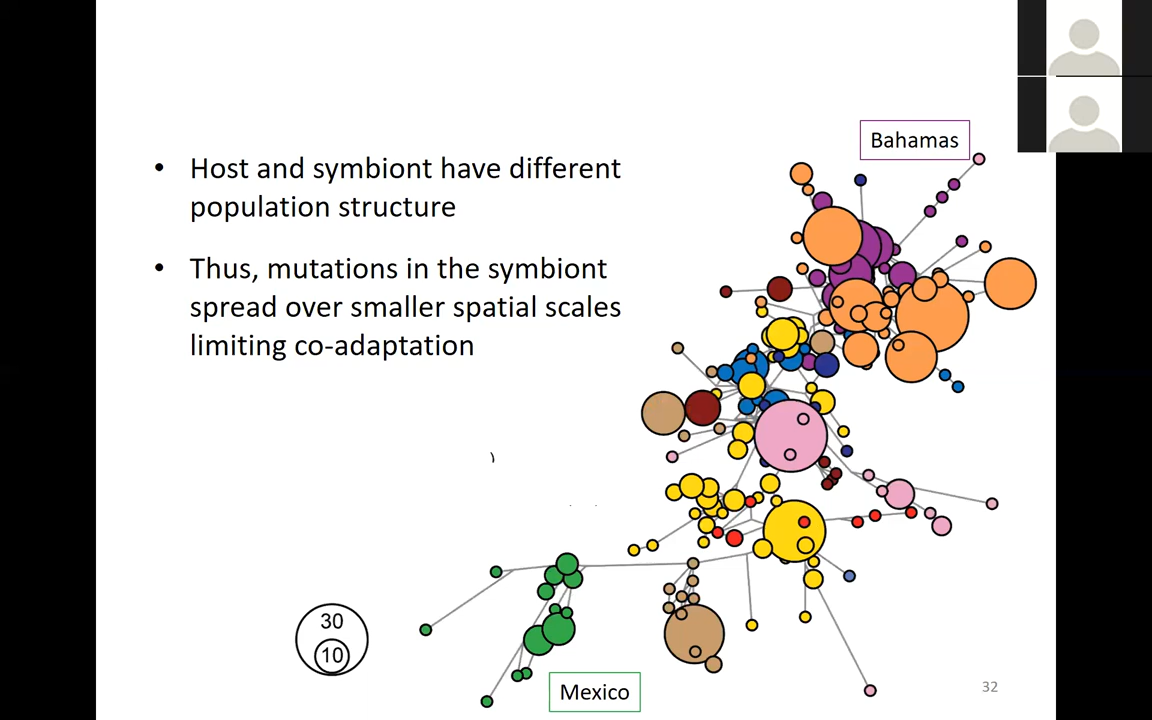 Bahamas
• Host and symbiont have different
population structure
• Thus, mutations in the symbiont
spread over smaller spatial scales
limiting co-adaptation
30
10
Mexico
32